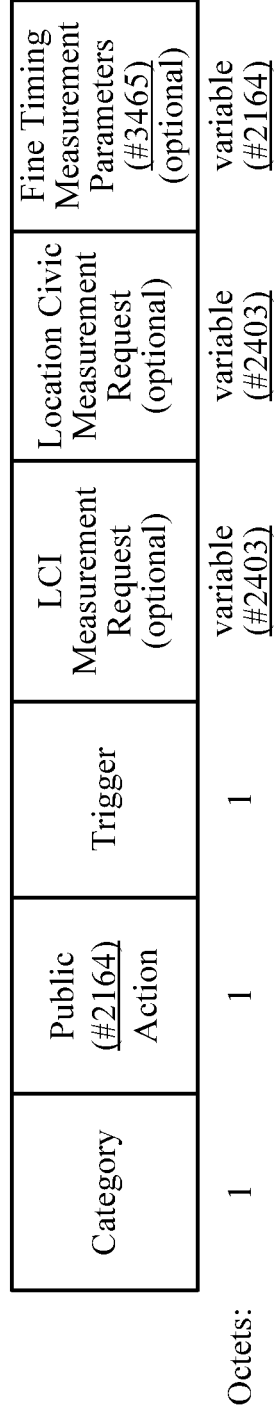 Category
Public
(#2164)
Action
Trigger
LCI
Measurement
Request
(optional)
Location Civic
Measurement
Request
(optional)
Fine Timing
Measurement
Parameters
(#3465)
(optional)
Octets:
1
1
1
variable
(#2403)
variable
(#2403)
variable
(#2164)